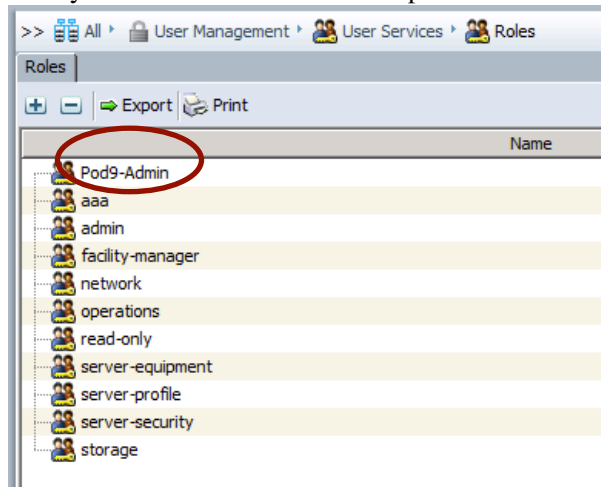 >> All User Management User Services Roles
Roles
Export Print
Name
Pod9-Admin
aaa
admin
facility-manager
network
operations
read-only
server-equipment
server-profile
server-security
storage